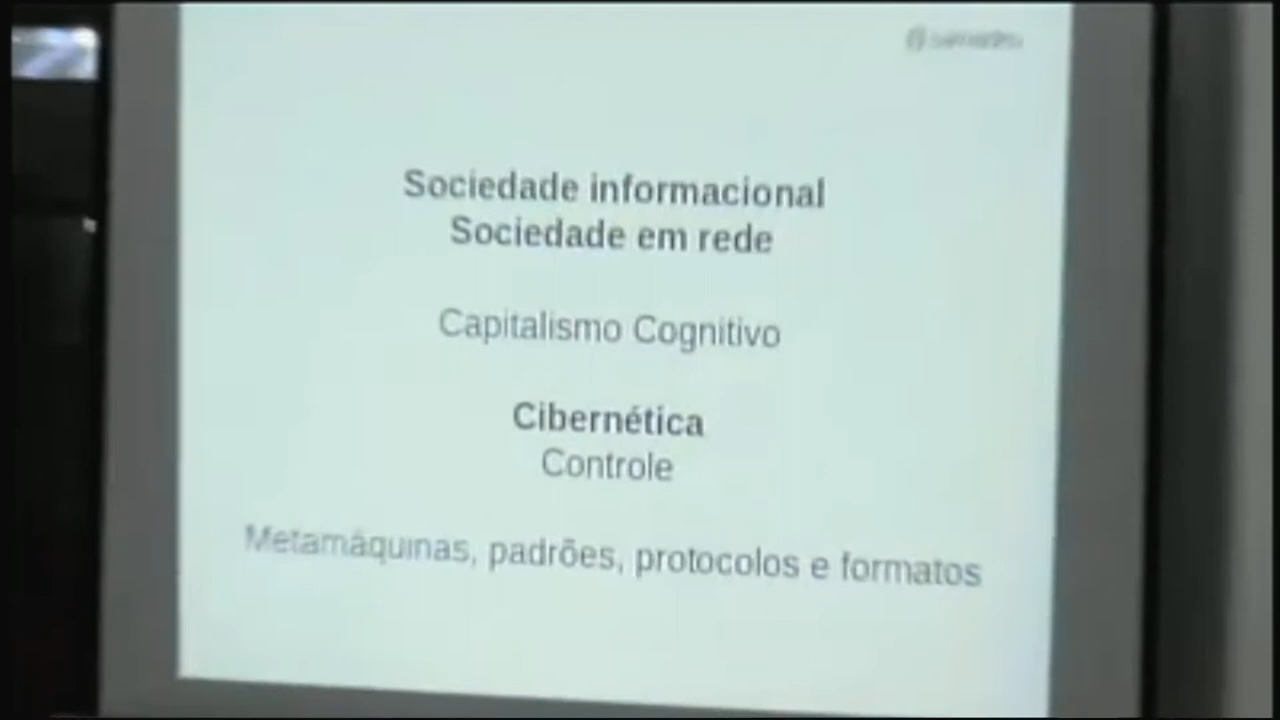 Sociedade informacional
Sociedade em rede
Capitalismo Cognitivo
Cibernética
Controle
Metamáquinas, padrões, protocolos e formatos